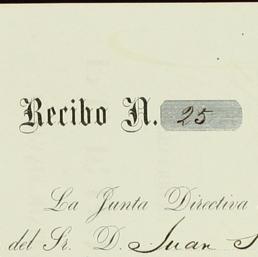 Recibo N. 25
La Junta Directiva
del Sr. D. Juan